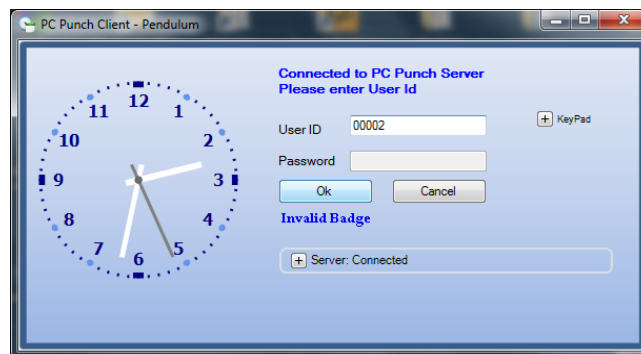 PC Punch Client - Pendulum
12
1
2
3
4
5
6
7
8
9
10
11
Connected to PC Punch Server
Please enter User Id
User ID 00002
+ KeyPad
Password
Ok Cancel
Invalid Badge
+ Server: Connected